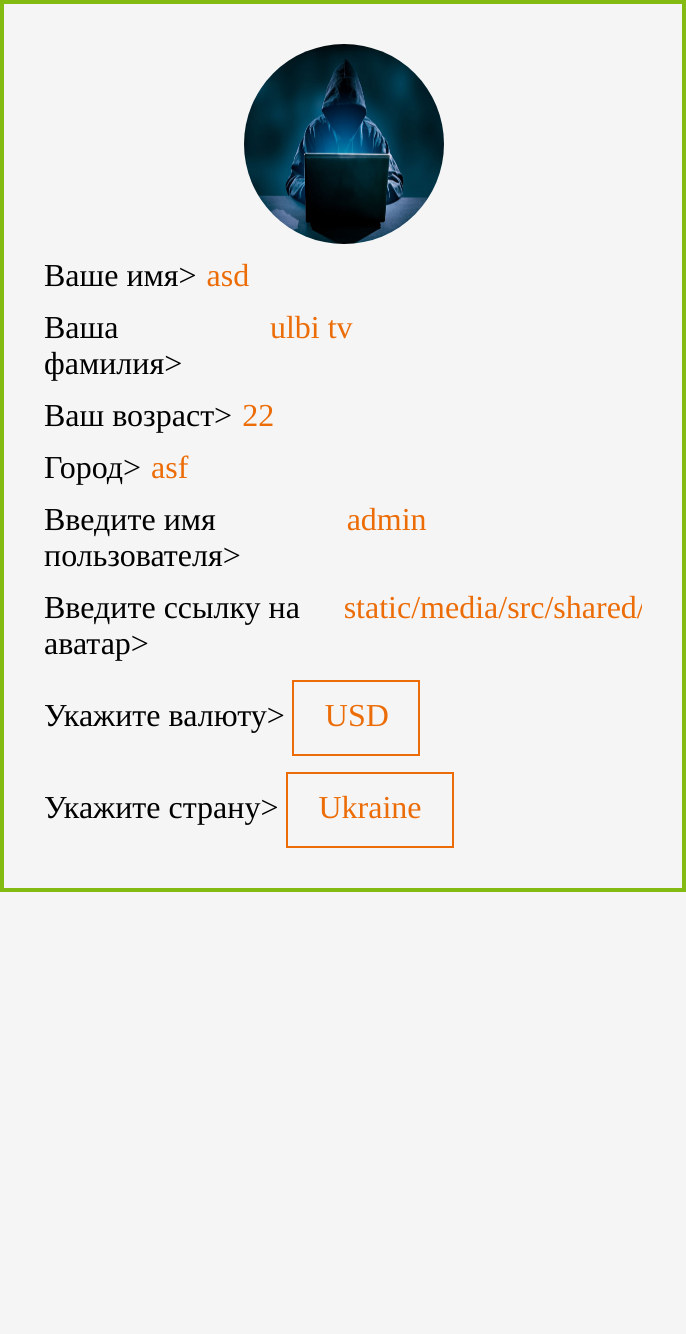 Ваше имя> asd
Ваша ulbi tv
фамилия>
Ваш возраст> 22
Город> asf
Введите имя admin
пользователя>
Введите ссылку на static/media/src/shared/
аватар>
Укажите валюту> USD
Укажите страну> Ukraine